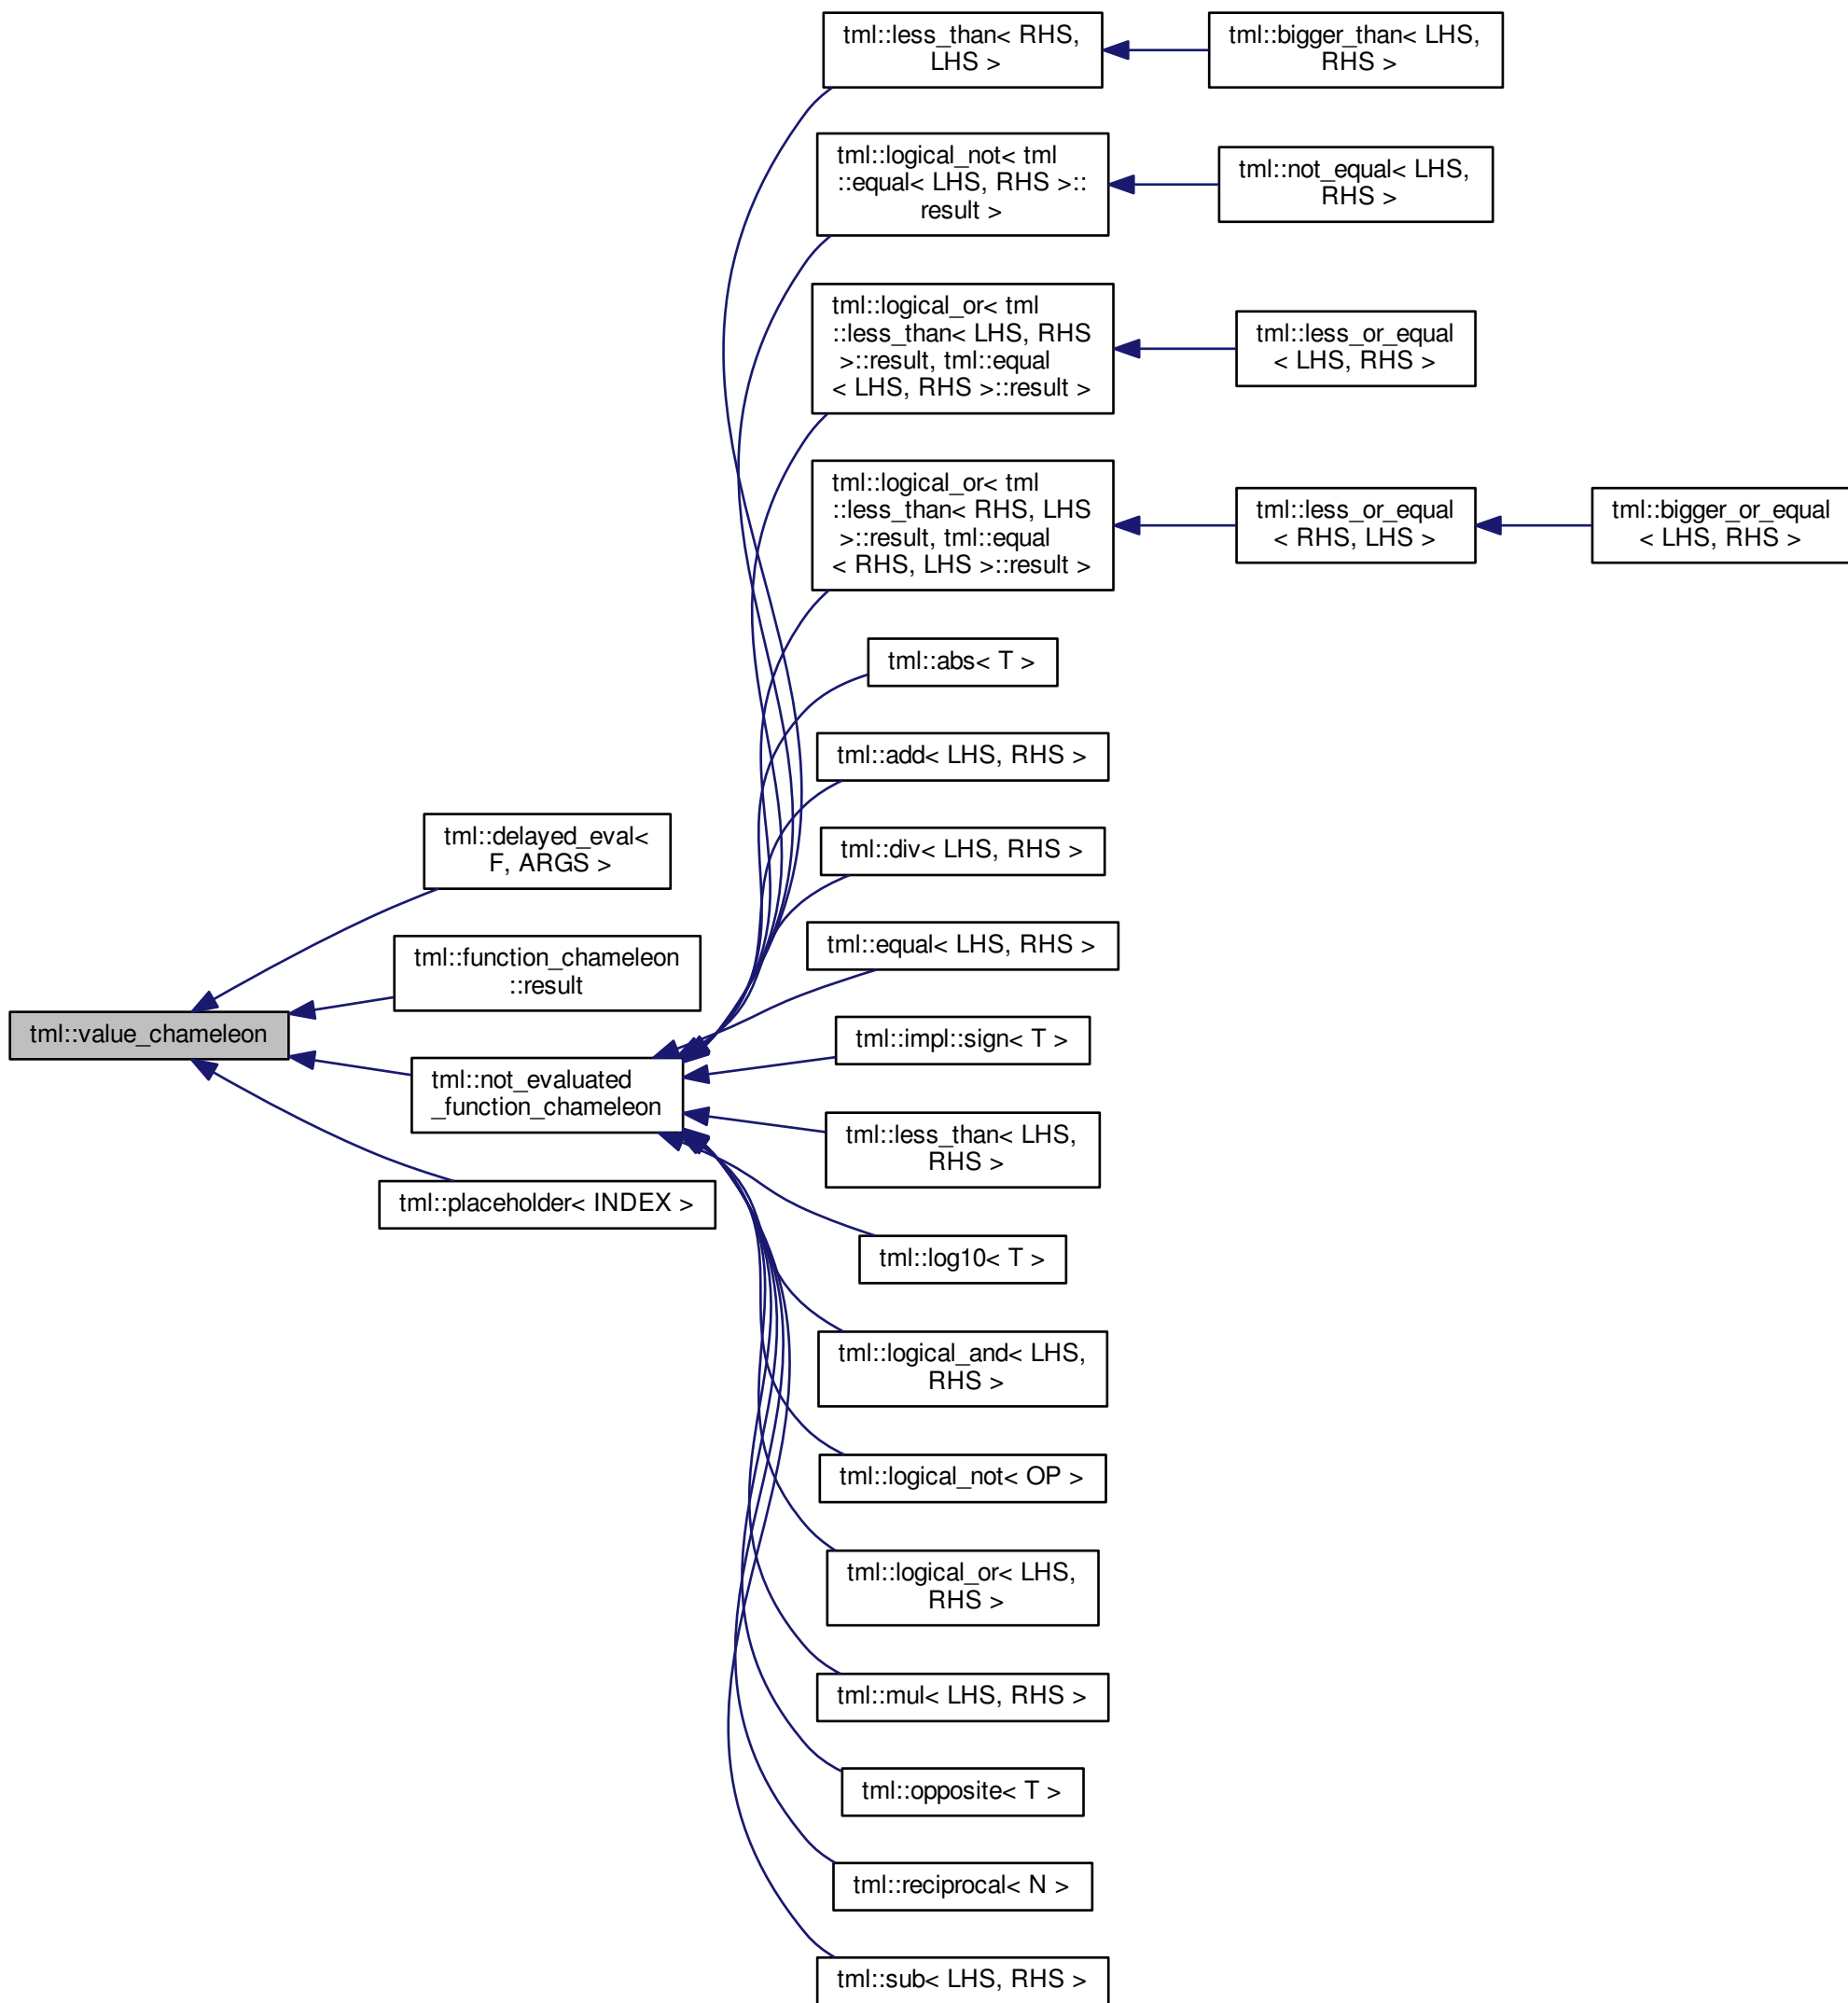 tml::less_than< RHS,
LHS >
tml::bigger_than< LHS,
RHS >
tml::logical_not< tml
::equal< LHS, RHS >::
result >
tml::not_equal< LHS,
RHS >
tml::logical_or< tml
::less_than< LHS, RHS
>::result, tml::equal
< LHS, RHS >::result >
tml::less_or_equal
< LHS, RHS >
tml::logical_or< tml
::less_than< RHS, LHS
>::result, tml::equal
< RHS, LHS >::result >
tml::less_or_equal
< RHS, LHS >
tml::bigger_or_equal
< LHS, RHS >
tml::abs< T >
tml::add< LHS, RHS >
tml::div< LHS, RHS >
tml::equal< LHS, RHS >
tml::impl::sign< T >
tml::less_than< LHS,
RHS >
tml::log10< T >
tml::logical_and< LHS,
RHS >
tml::logical_not< OP >
tml::logical_or< LHS,
RHS >
tml::mul< LHS, RHS >
tml::opposite< T >
tml::reciprocal< N >
tml::sub< LHS, RHS >
tml::delayed_eval<
F, ARGS >
tml::function_chameleon
::result
tml::value_chameleon
tml::not_evaluated
_function_chameleon
tml::placeholder< INDEX >